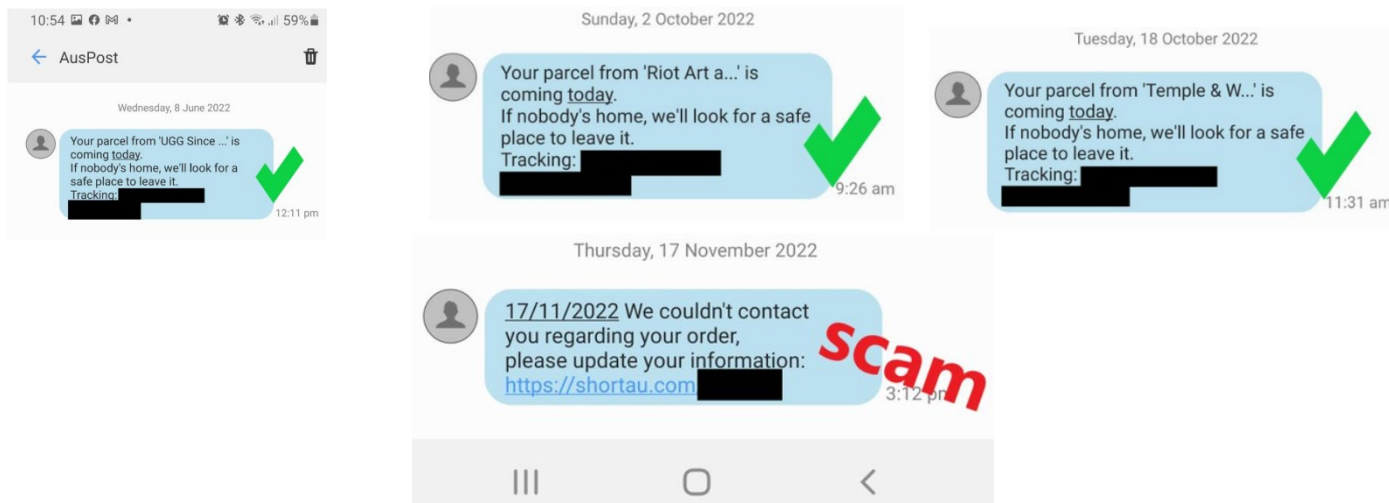 10:54
59%
AusPost
Wednesday, 8 June 2022
Your parcel from 'UGG Since ...' is
coming today.
If nobody's home, we'll look for a
safe place to leave it.
Tracking:
12:11 pm
Sunday, 2 October 2022
Your parcel from 'Riot Art a...' is
coming today.
If nobody's home, we'll look for a safe
place to leave it.
Tracking:
9:26 am
Tuesday, 18 October 2022
Your parcel from 'Temple & W...' is
coming today.
If nobody's home, we'll look for a safe
place to leave it.
Tracking:
11:31 am
Thursday, 17 November 2022
17/11/2022 We couldn't contact
you regarding your order,
please update your information:
https://shortau.com
scam
3:12 pm